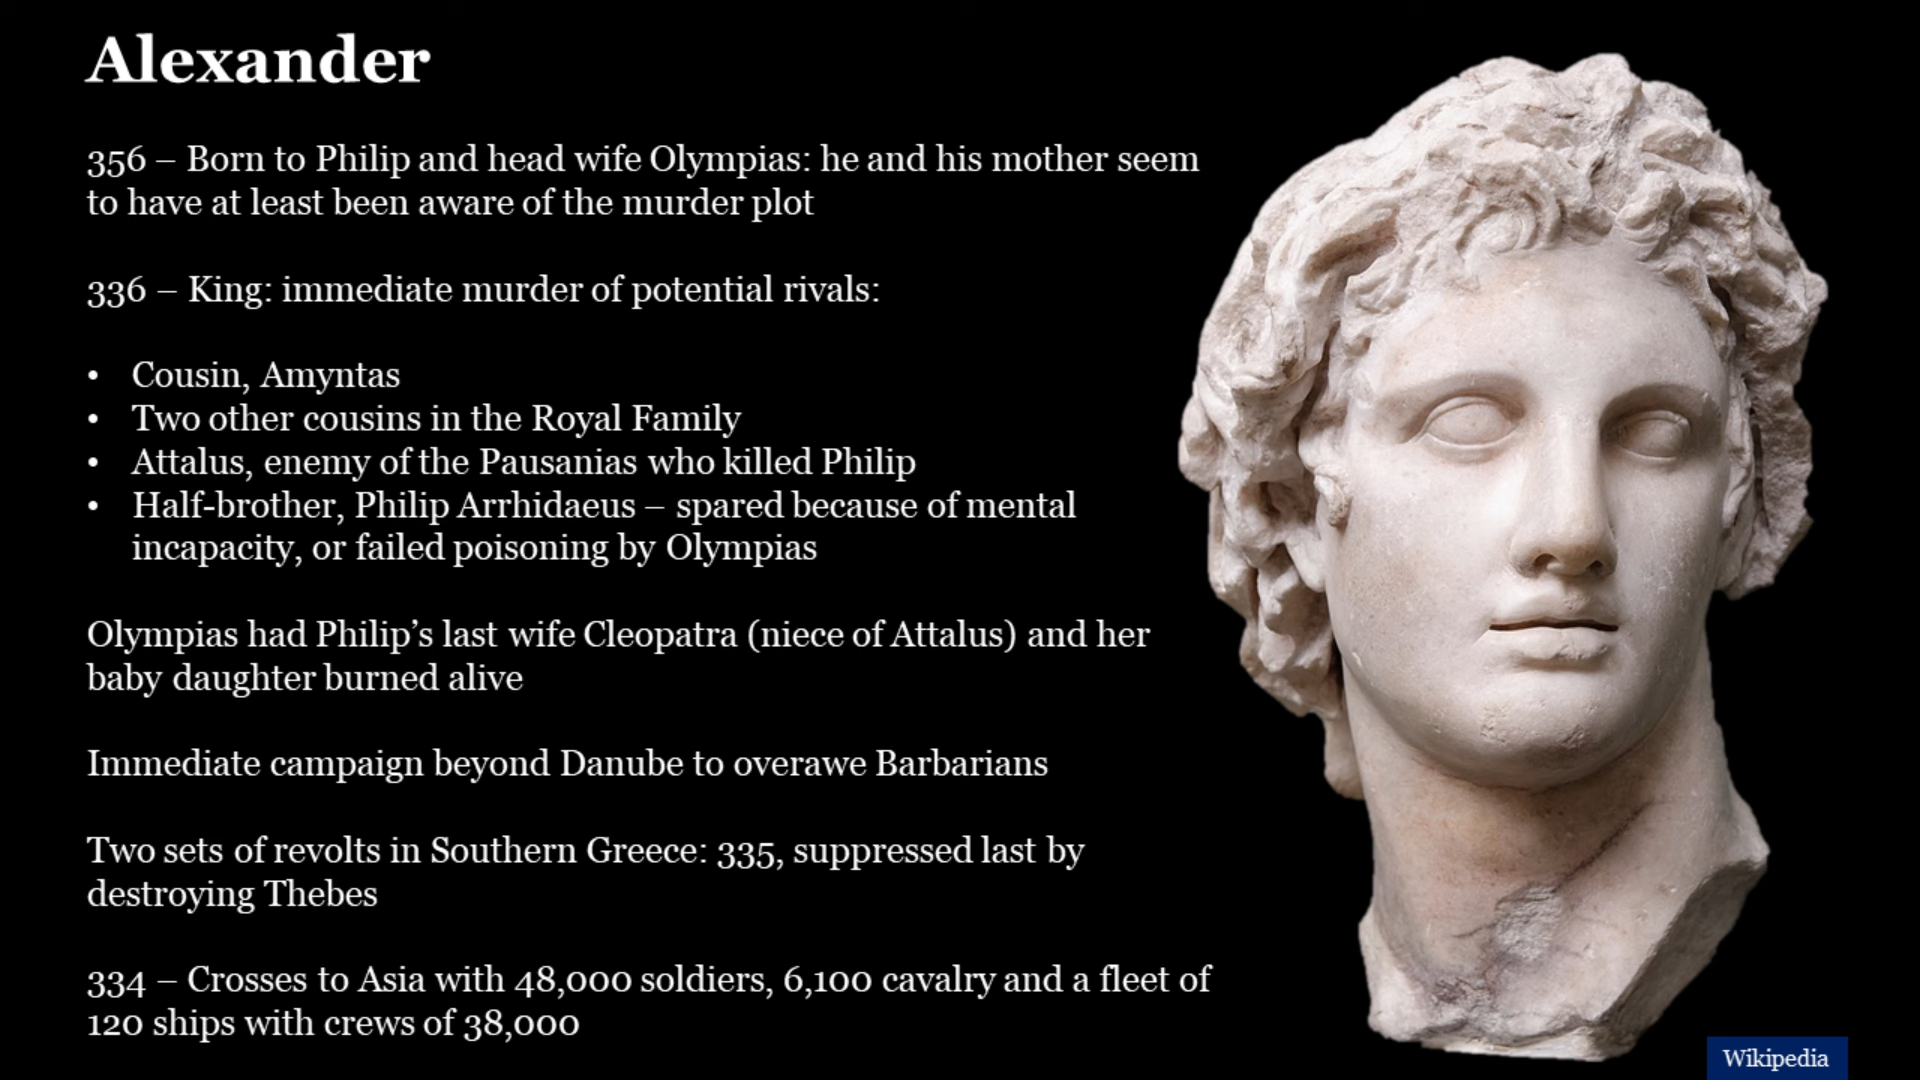 Alexander
356 – Born to Philip and head wife Olympias: he and his mother seem
to have at least been aware of the murder plot
336 – King: immediate murder of potential rivals:
• Cousin, Amyntas
• Two other cousins in the Royal Family
• Attalus, enemy of the Pausanias who killed Philip
• Half-brother, Philip Arrhidaeus – spared because of mental
incapacity, or failed poisoning by Olympias
Olympias had Philip’s last wife Cleopatra (niece of Attalus) and her
baby daughter burned alive
Immediate campaign beyond Danube to overawe Barbarians
Two sets of revolts in Southern Greece: 335, suppressed last by
destroying Thebes
334 – Crosses to Asia with 48,000 soldiers, 6,100 cavalry and a fleet of
120 ships with crews of 38,000
Wikipedia